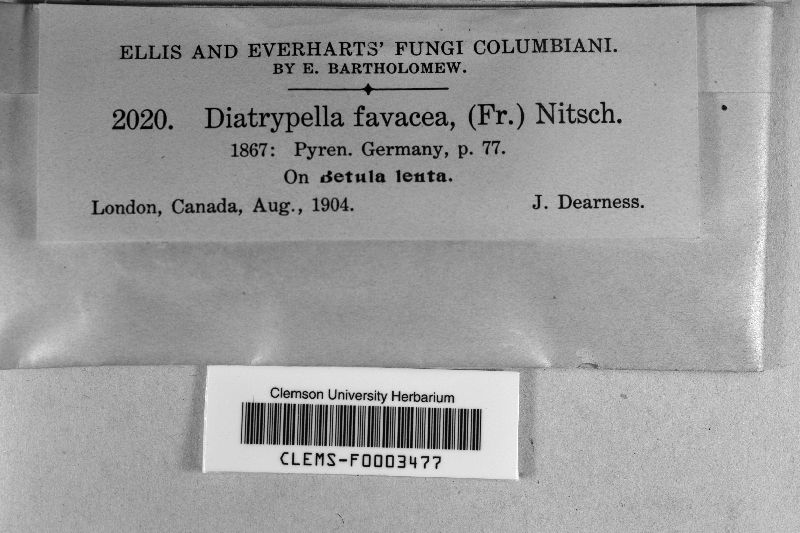 ELLIS AND EVERHARTS' FUNGI COLUMBIANI.
BY E. BARTHOLOMEW.
2020. Diatrypella favacea, (Fr.) Nitsch.
1867: Pyren. Germany, p. 77.
On Betula lenta.
London, Canada, Aug., 1904. J. Dearness.
Clemson University Herbarium
CLEMS-F0003477